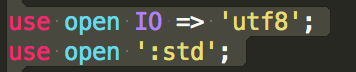 use open IO => 'utf8';
use open ':std';